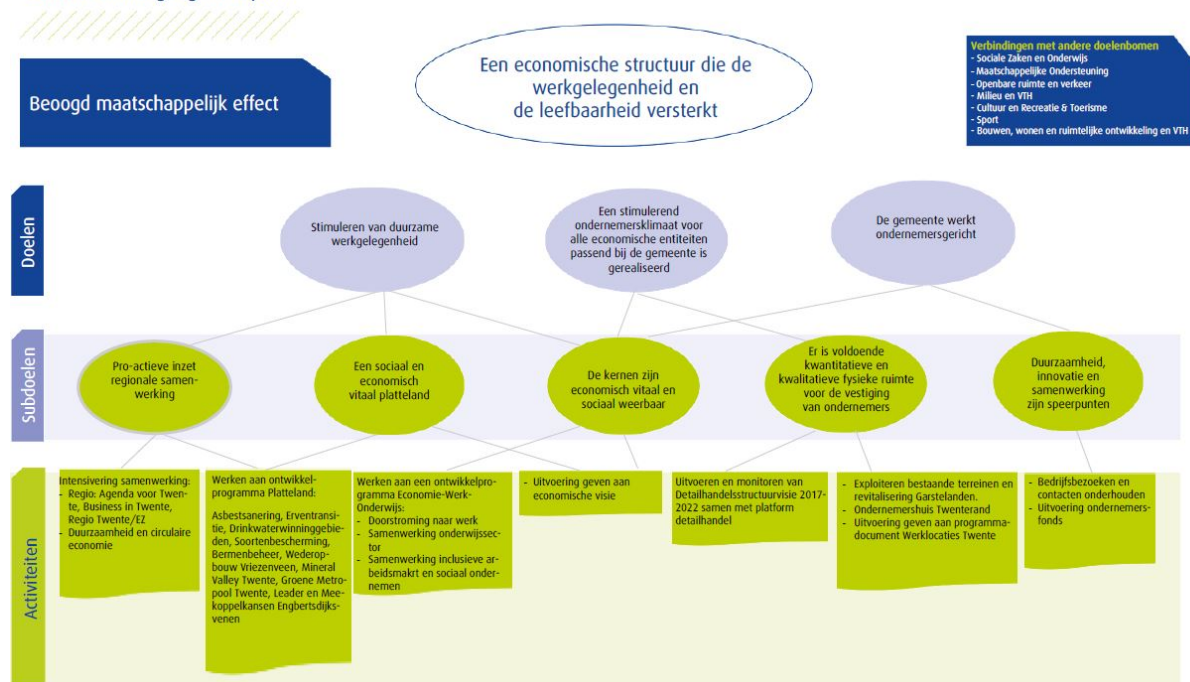 Beoogd maatschappelijk effect
Een economische structuur die de
werkgelegenheid en
de leefbaarheid versterkt
Verbindingen met andere doelenbomen
- Sociale Zaken en Onderwijs
- Maatschappelijke Ondersteuning
- Openbare ruimte en verkeer
- Milieu en VTH
- Cultuur en Recreatie & Toerisme
- Sport
- Bouwen, wonen en ruimtelijke ontwikkeling en VTH
Doelen
Stimuleren van duurzame
werkgelegenheid
Een stimulerend
ondernemersklimaat voor
alle economische entiteiten
passend bij de gemeente is
gerealiseerd
De gemeente werkt
ondernemersgericht
Subdoelen
Pro-actieve inzet
regionale samen-
werking
Een sociaal en
economisch
vitaal platteland
De kernen zijn
economisch vitaal en
sociaal weerbaar
Er is voldoende
kwantitatieve en
kwalitatieve fysieke ruimte
voor de vestiging
van ondernemers
Duurzaamheid,
innovatie en
samenwerking
zijn speerpunten
Activiteiten
Intensivering samenwerking:
- Regio: Agenda voor Twen-
te, Business in Twente,
Regio Twente/EZ
- Duurzaamheid en circulaire
economie
Werken aan ontwikkel-
programma Platteland:
Asbestsanering, Erventransi-
tie, Drinkwaterwinninggebie-
den, Soortenbescherming,
Bermenbeheer, Wederop-
bouw Vriezenveen, Mineral
Valley Twente, Groene Metro-
pool Twente, Leader en Mee-
koppelkansen Engbertsdijks-
venen
Werken aan een ontwikkelpro-
gramma Economie-Werk-
Onderwijs:
- Doorstroming naar werk
- Samenwerking onderwijssec-
tor
- Samenwerking inclusieve ar-
beidsmakrt en sociaal onder-
nemen
- Uitvoering geven aan
economische visie
Uitvoeren en monitoren van
Detailhandelsstructuurvisie 2017-
2022 samen met platform
detailhandel
- Exploiteren bestaande terreinen en
revitalisering Garstelanden.
- Ondernemershuis Twenterand
- Uitvoering geven aan programma-
document Werklocaties Twente
- Bedrijfsbezoeken en
contacten onderhouden
- Uitvoering ondernemers-
fonds